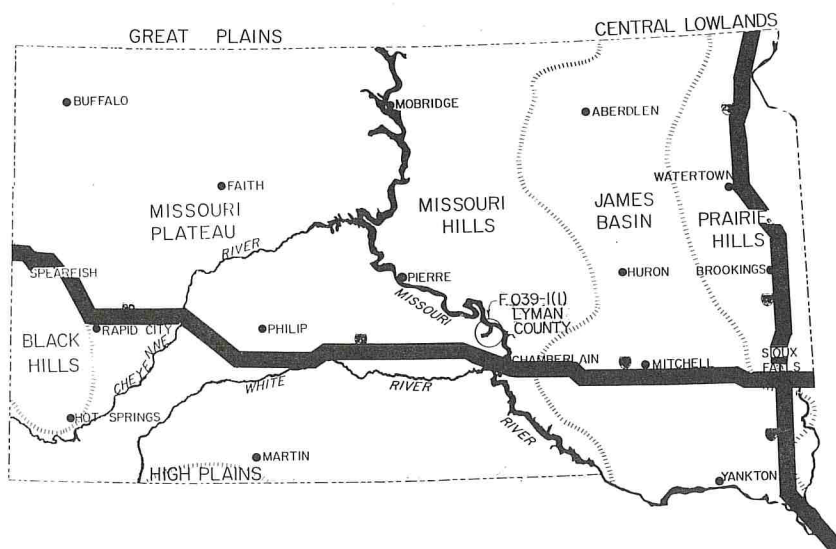 GREAT PLAINS
CENTRAL LOWLANDS
BUFFALO
MOBRIDGE
ABERDLEN
FAITH
WATERTOWN
MISSOURI
PLATEAU
MISSOURI
HILLS
JAMES
BASIN
PRAIRIE
HILLS
RIVER
SPEARFISH
PIERRE
HURON
BROOKINGS
MISSOURI
F.039-1(1)
LYMAN
COUNTY
90
RAPID CITY
PHILIP
BLACK
HILLS
CHEYENNE
CHAMBERLAIN
MITCHELL
SIOUX
FALLS
WHITE
RIVER
HOT SPRINGS
RIVER
MARTIN
HIGH PLAINS
YANKTON